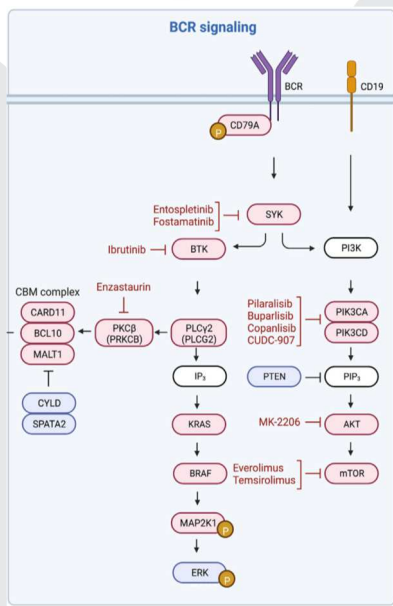 BCR signaling
BCR
CD19
CD79A
P
Entospletinib
Fostamatinib
SYK
Ibrutinib
BTK
PI3K
Enzastaurin
CBM complex
CARD11
BCL10
MALT1
PKCβ
(PRKCB)
PLCγ2
(PLCG2)
Pilaralisib
Buparlisib
Copanlisib
CUDC-907
PIK3CA
PIK3CD
IP₃
PTEN
PIP₃
CYLD
SPATA2
KRAS
MK-2206
AKT
BRAF
Everolimus
Temsirolimus
mTOR
MAP2K1
P
ERK
P